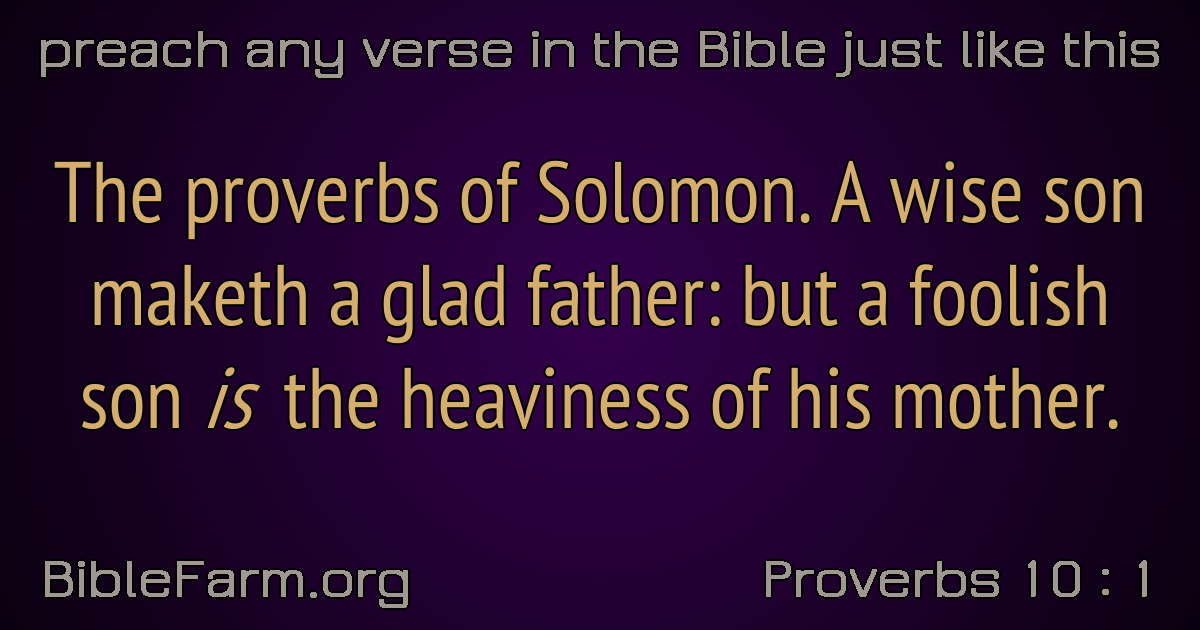 preach any verse in the Bible just like this
The proverbs of Solomon. A wise son
maketh a glad father: but a foolish
son is the heaviness of his mother.
BibleFarm.org
Proverbs 10 : 1